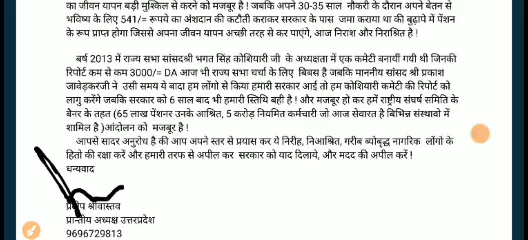 का जीवन यापन बड़ी मुश्किल से करने को मजबूर है ! जबकि अपने 30-35 साल नौकरी के दौरान अपने बेतन से
भविष्य के लिए 541/= रूपये का अंशदान की कटौती कराकर सरकार के पास जमा कराया था की बुढ़ापे में पेंशन
के रूप प्राप्त होगा जिससे अपना जीवन यापन अच्छी तरह से कर पाएंगे, आज निराश और निराश्रित है !
बर्ष 2013 में राज्य सभा सांसदश्री भगत सिंह कोशियारी जी के अध्यक्षता में एक कमेटी बनायीं गयी थी जिनकी
रिपोर्ट कम से कम 3000/= DA आज भी राज्य सभा चर्चा के लिए बिबस है जबकि माननीय सांसद श्री प्रकाश
जावेड़करजी ने उसी समय ये बादा हम लोंगो से किया हमारी सरकार आई तो हम कोशियारी कमेटी की रिपोर्ट को
लागु करेंगे जबकि सरकार को 6 साल बाद भी हमारी स्तिथि बही है ! और मजबूर हो कर हमें राष्ट्रीय संघर्ष समिति के
बैनर के तहत (65 लाख पेंशनर उनके आश्रित, 5 करोड़ नियमित कर्मचारी जो आज सेवारत है बिभिन्न संस्थावो में
शामिल है )आंदोलन को मजबूर है !
आपसे सादर अनुरोध है की आप अपने स्तर से प्रयास कर ये निरीह, निआश्रित, गरीब ब्योबृद्ध नागरिक लोंगो के
हितो की रक्षा करें और हमारी तरफ से अपील कर सरकार को याद दिलाये, और मदद की अपील करें !
धन्यवाद
प्रदीप श्रीवास्तव
प्रान्तीय अध्यक्ष उत्तरप्रदेश
9696729813